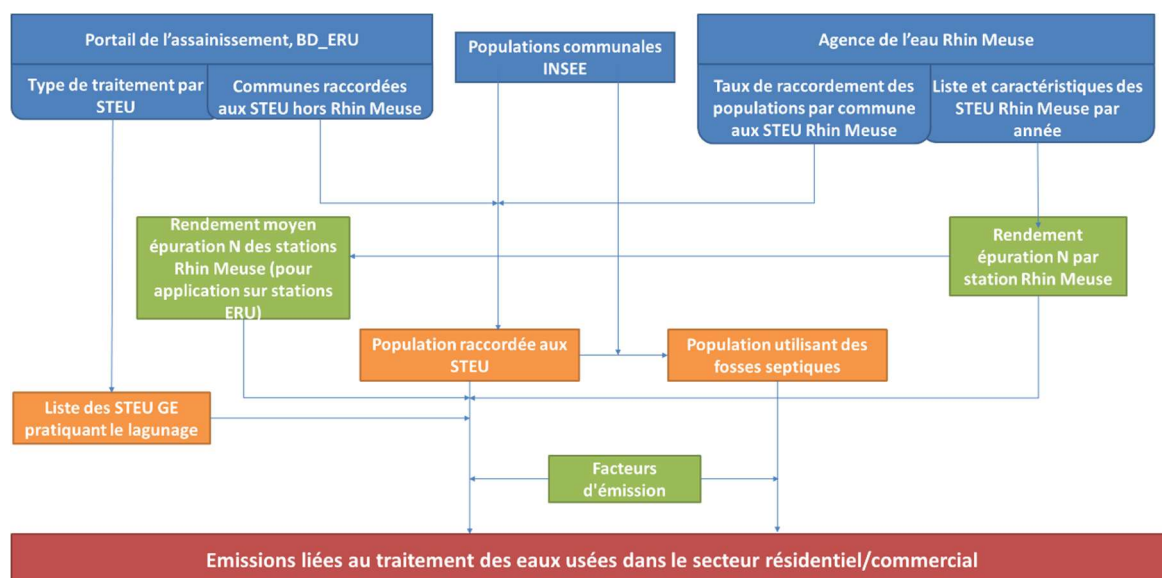 Portail de l'assainissement, BD_ERU
Type de traitement par
STEU
Communes raccordées
aux STEU hors Rhin Meuse
Populations communales
INSEE
Agence de l'eau Rhin Meuse
Taux de raccordement des
populations par commune
aux STEU Rhin Meuse
Liste et caractéristiques des
STEU Rhin Meuse par
année
Rendement moyen
épuration N des stations
Rhin Meuse (pour
application sur stations
ERU)
Rendement
épuration N par
station Rhin Meuse
Population raccordée aux
STEU
Population utilisant des
fosses septiques
Liste des STEU GE
pratiquant le lagunage
Facteurs
d'émission
Emissions liées au traitement des eaux usées dans le secteur résidentiel/commercial